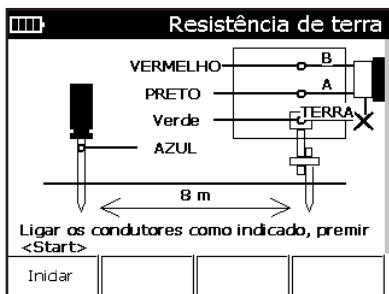 Resistência de terra
VERMELHO
B
PRETO
A
Verde
TERRA
AZUL
8 m
Ligar os condutores como indicado, premir
<Start>
Iniciar